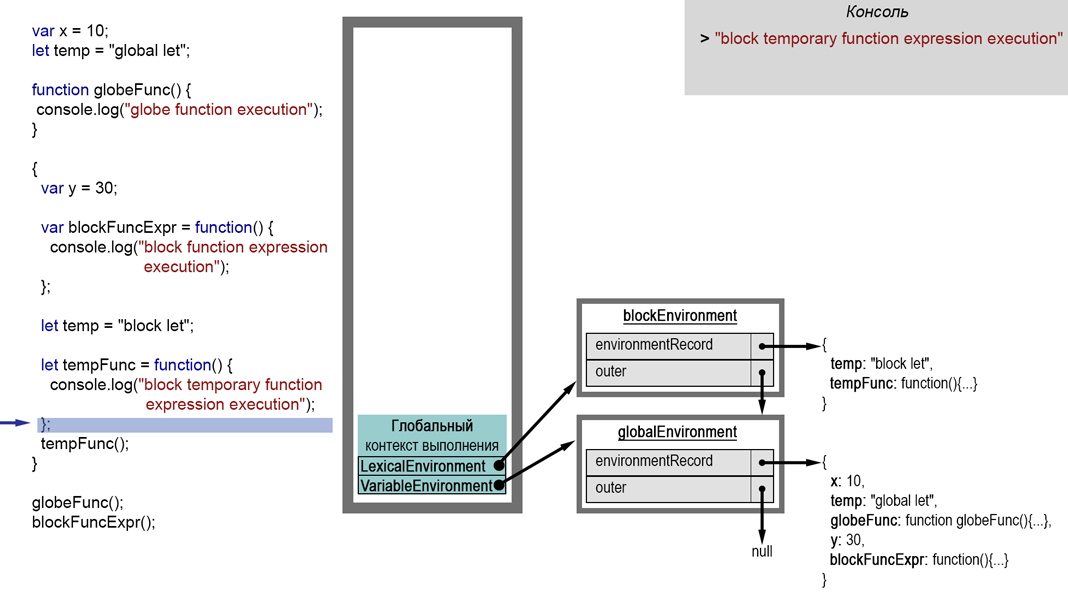 var x = 10;
let temp = "global let";
function globeFunc() {
console.log("globe function execution");
}
{
var y = 30;
var blockFuncExpr = function() {
console.log("block function expression
execution");
};
let temp = "block let";
let tempFunc = function() {
console.log("block temporary function
expression execution");
};
tempFunc();
}
globeFunc();
blockFuncExpr();
Глобальный
контекст выполнения
LexicalEnvironment
VariableEnvironment
Консоль
> "block temporary function expression execution"
blockEnvironment
environmentRecord
outer
{
temp: "block let",
tempFunc: function(){...}
}
globalEnvironment
environmentRecord
outer
null
{
x: 10,
temp: "global let",
globeFunc: function globeFunc(){...},
y: 30,
blockFuncExpr: function(){...}
}